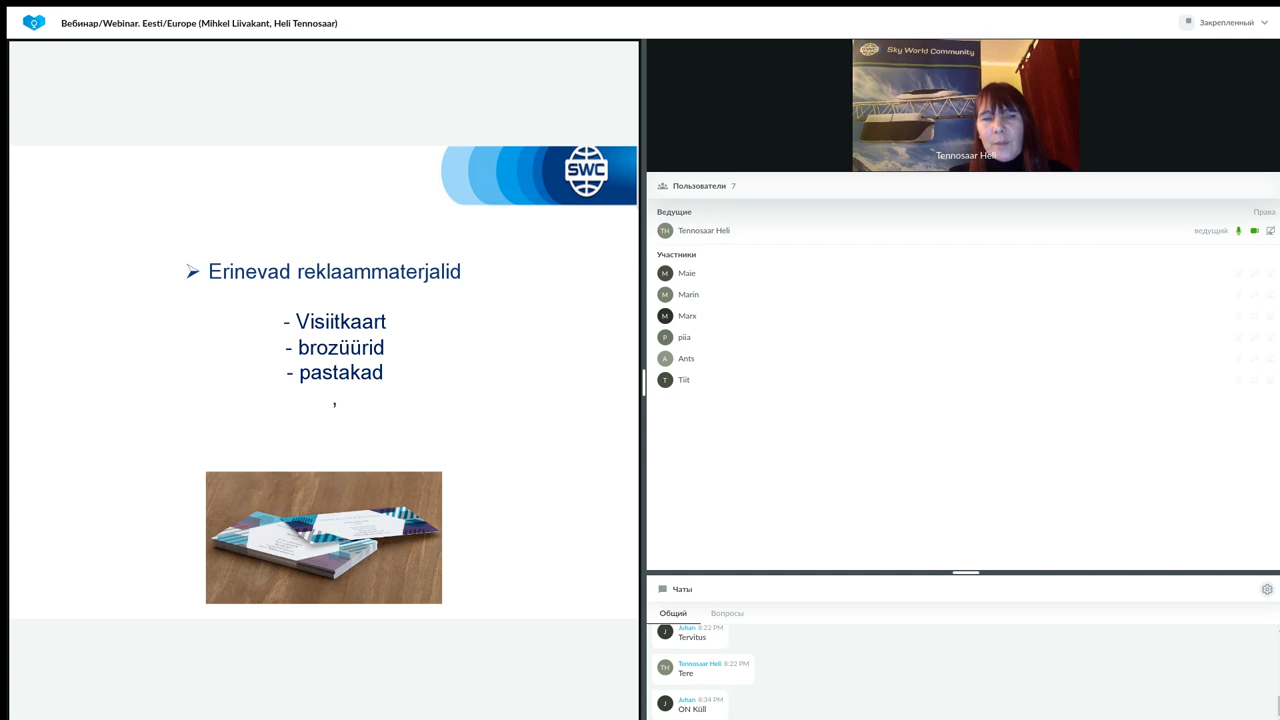 Вебинар/Webinar. Eesti/Europe (Mihkel Liivakant, Heli Tennosaar)
Закрепленный
SWC
➢ Erinevad reklaammaterjalid
- Visiitkaart
- brozüürid
- pastakad
,
Sky World Community
Tennosaar Heli
Пользователи 7
Ведущие
Права
TH Tennosaar Heli
ведущий
Участники
M Maie
M Marin
M Marx
P piia
A Ants
T Tiit
Чаты
Общий Вопросы
J Juhan 8:22 PM
Tervitus
TH Tennosaar Heli 8:22 PM
Tere
J Juhan 8:34 PM
ON Küll